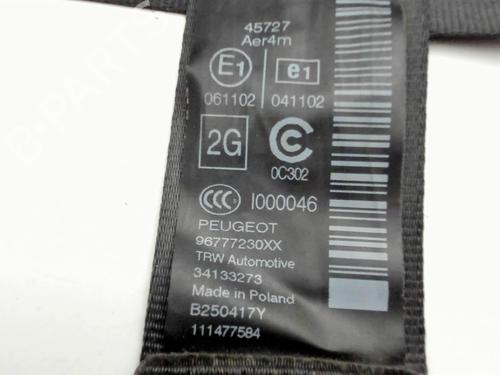 45727
Aer4m
E1 e1
061102 041102
2G C
0C302
CCC I000046
PEUGEOT
96777230XX
TRW Automotive
34133273
Made in Poland
B250417Y
111477584